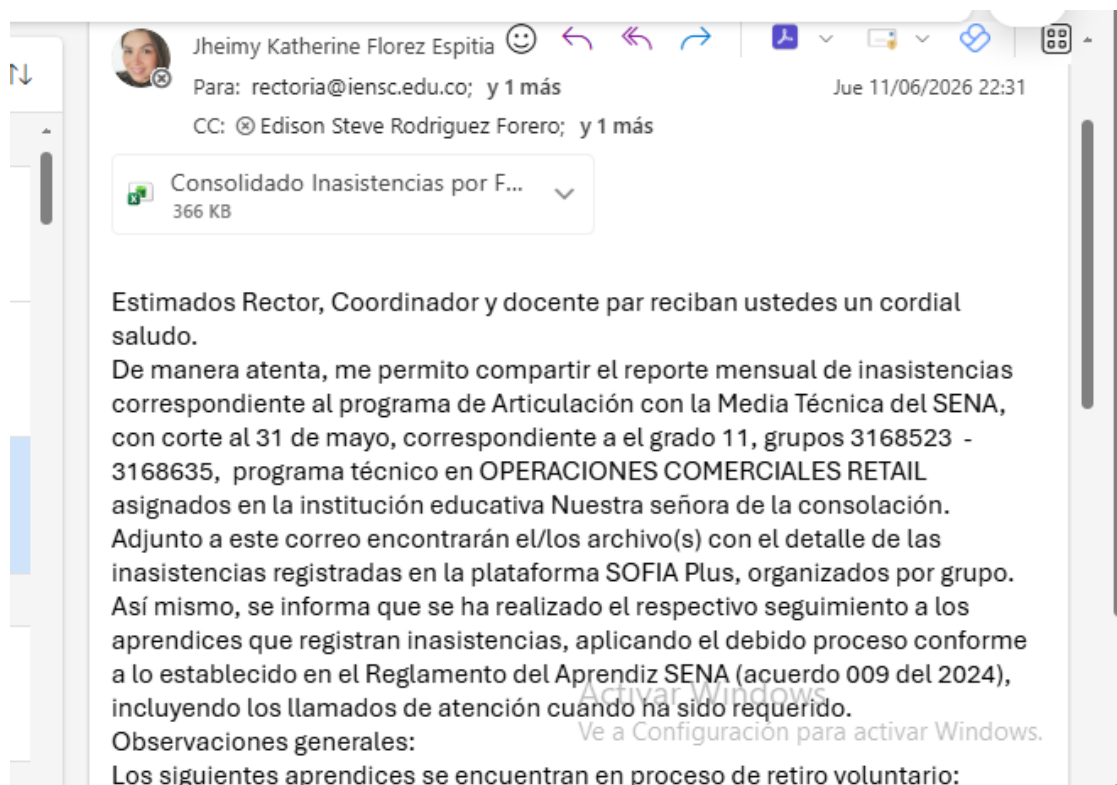 Jheimy Katherine Florez Espitia
Para: rectoria@iensc.edu.co; y 1 más
Jue 11/06/2026 22:31
CC: Edison Steve Rodriguez Forero; y 1 más
Consolidado Inasistencias por F...
366 KB
Estimados Rector, Coordinador y docente par reciban ustedes un cordial
saludo.
De manera atenta, me permito compartir el reporte mensual de inasistencias
correspondiente al programa de Articulación con la Media Técnica del SENA,
con corte al 31 de mayo, correspondiente a el grado 11, grupos 3168523 -
3168635, programa técnico en OPERACIONES COMERCIALES RETAIL
asignados en la institución educativa Nuestra señora de la consolación.
Adjunto a este correo encontrarán el/los archivo(s) con el detalle de las
inasistencias registradas en la plataforma SOFIA Plus, organizados por grupo.
Así mismo, se informa que se ha realizado el respectivo seguimiento a los
aprendices que registran inasistencias, aplicando el debido proceso conforme
a lo establecido en el Reglamento del Aprendiz SENA (acuerdo 009 del 2024),
incluyendo los llamados de atención cuando ha sido requerido.
Activar Windows
Ve a Configuración para activar Windows.
Observaciones generales:
Los siguientes aprendices se encuentran en proceso de retiro voluntario: